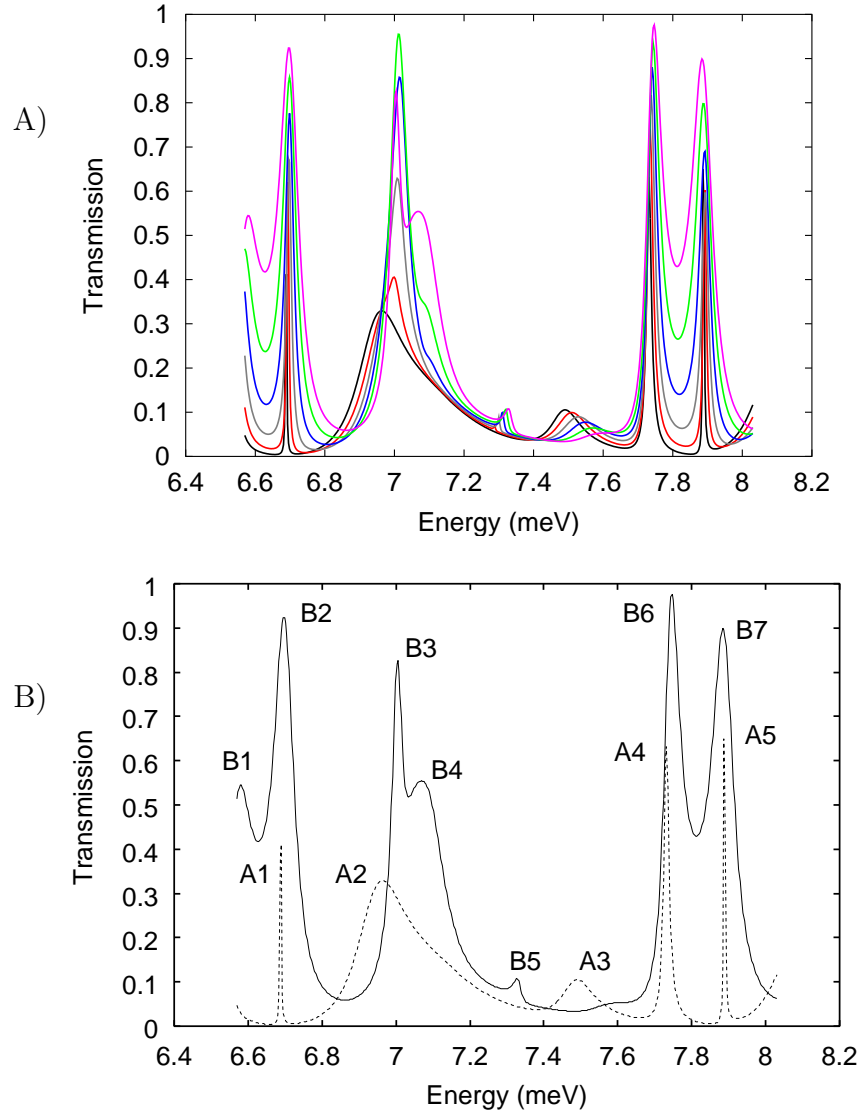 A)
Transmission
1
0.9
0.8
0.7
0.6
0.5
0.4
0.3
0.2
0.1
0
6.4 6.6 6.8 7 7.2 7.4 7.6 7.8 8 8.2
Energy (meV)
B)
Transmission
1
0.9
0.8
0.7
0.6
0.5
0.4
0.3
0.2
0.1
0
B1
B2
B3
B4
B5
B6
B7
A1
A2
A3
A4
A5
6.4 6.6 6.8 7 7.2 7.4 7.6 7.8 8 8.2
Energy (meV)